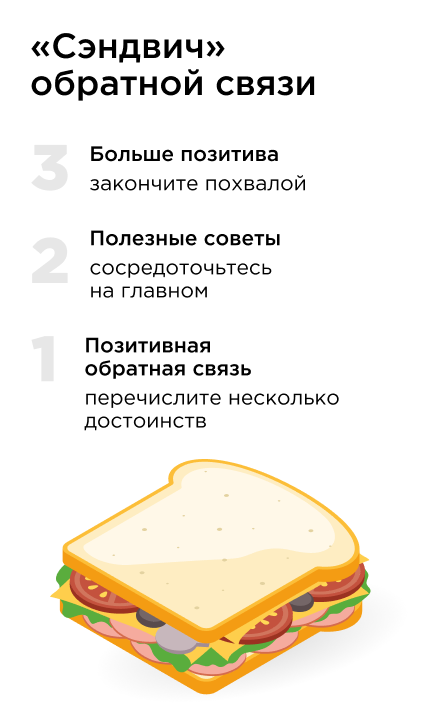 «Сэндвич»
обратной связи
3
Больше позитива
закончите похвалой
2
Полезные советы
сосредоточьтесь
на главном
1
Позитивная
обратная связь
перечислите несколько
достоинств